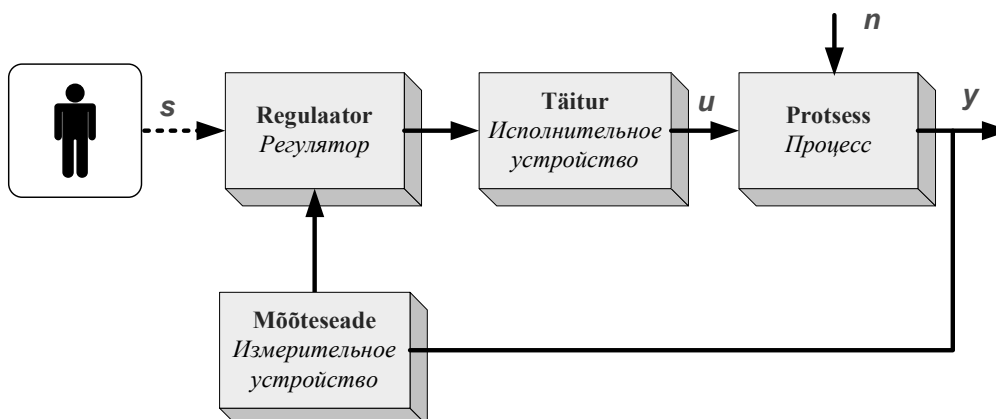 n
s
Regulaator
Регулятор
Täitur
Исполнительное
устройство
u
Protsess
Процесс
y
Mõõteseade
Измерительное
устройство